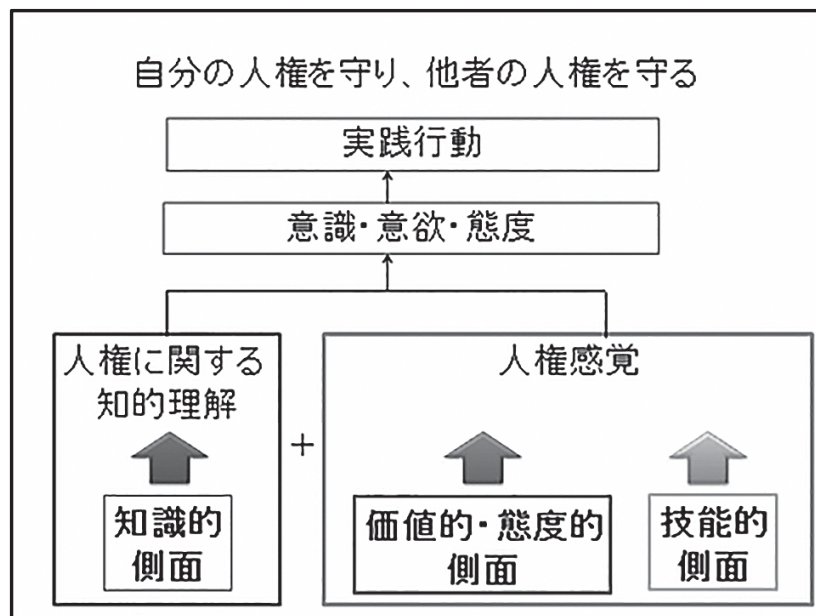 自分の人権を守り、他者の人権を守る
実践行動
意識・意欲・態度
人権に関する
知的理解
人権感覚
+
知識的
側面
価値的・態度的
側面
技能的
側面